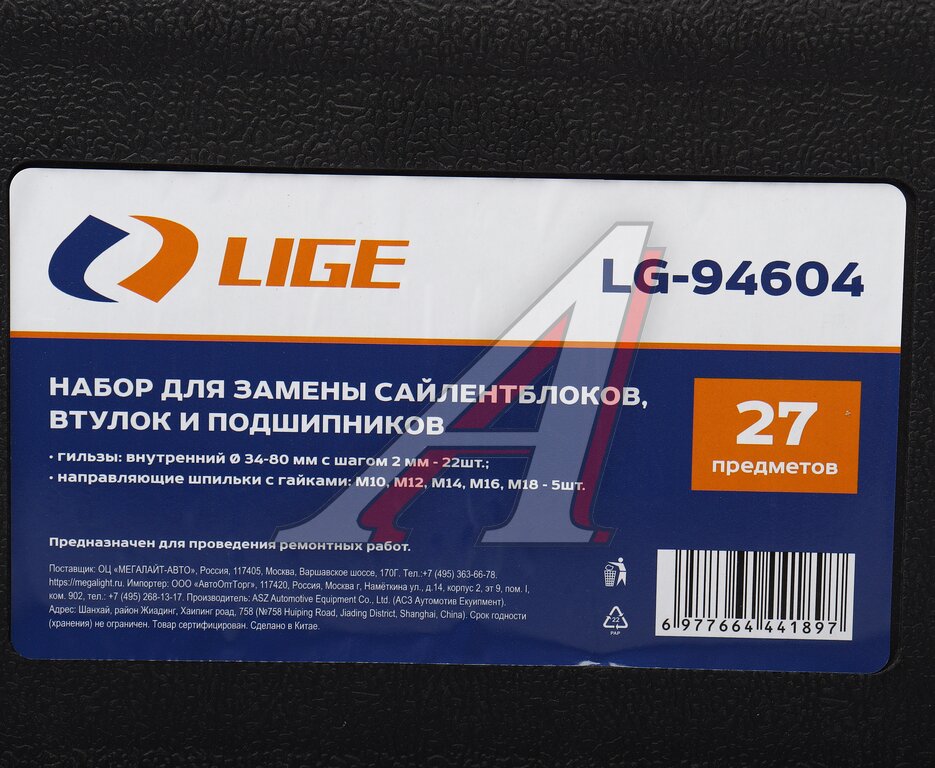 LIGE
LG-94604
НАБОР ДЛЯ ЗАМЕНЫ САЙЛЕНТБЛОКОВ,
ВТУЛОК И ПОДШИПНИКОВ
• гильзы: внутренний Ø 34-80 мм с шагом 2 мм - 22шт.;
• направляющие шпильки с гайками: М10, М12, М14, М16, М18 - 5шт.
27
предметов
Предназначен для проведения ремонтных работ.
Поставщик: ОЦ «МЕГАЛАЙТ-АВТО», Россия, 117405, Москва, Варшавское шоссе, 170Г. Тел.:+7 (495) 363-66-78.
https://megalight.ru. Импортер: ООО «АвтоОптТорг», 117420, Россия, Москва г, Намёткина ул., д.14, корпус 2, эт 9, пом. I,
ком. 902, тел.: +7 (495) 268-13-17. Производитель: ASZ Automotive Equipment Co., Ltd. (АСЗ Аутомотив Екуипмент).
Адрес: Шанхай, район Жиадинг, Хаипинг роад, 758 (№758 Huiping Road, Jiading District, Shanghai, China). Срок годности
(хранения) не ограничен. Товар сертифицирован. Сделано в Китае.
22
PAP
6 977664 441897